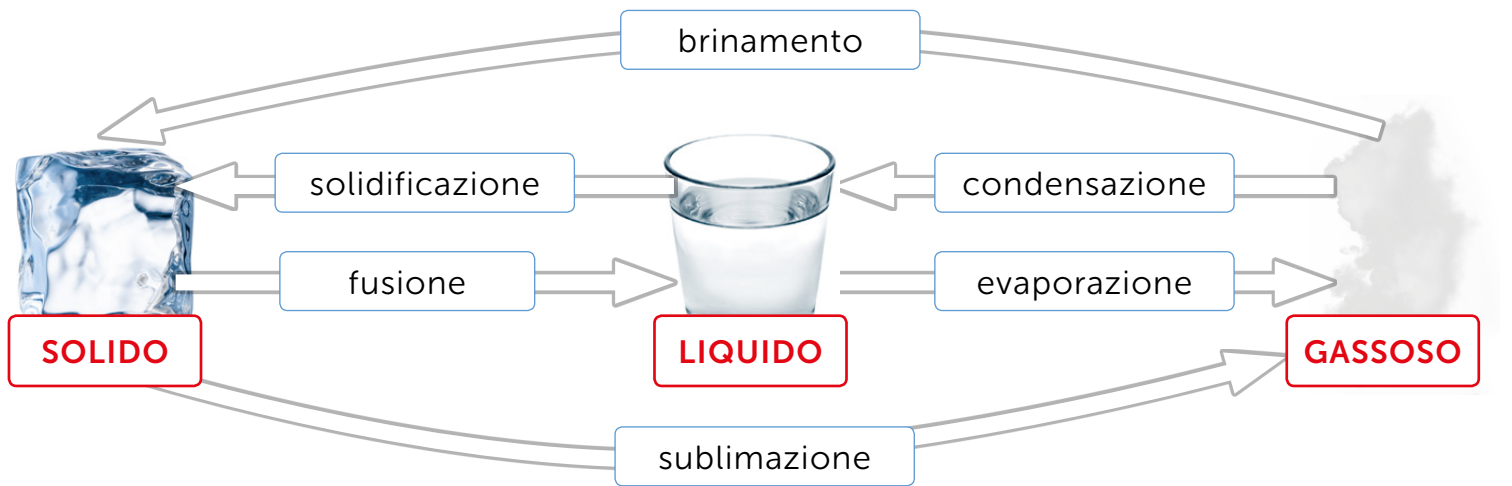 brinamento
solidificazione
condensazione
fusione
evaporazione
SOLIDO
LIQUIDO
GASSOSO
sublimazione